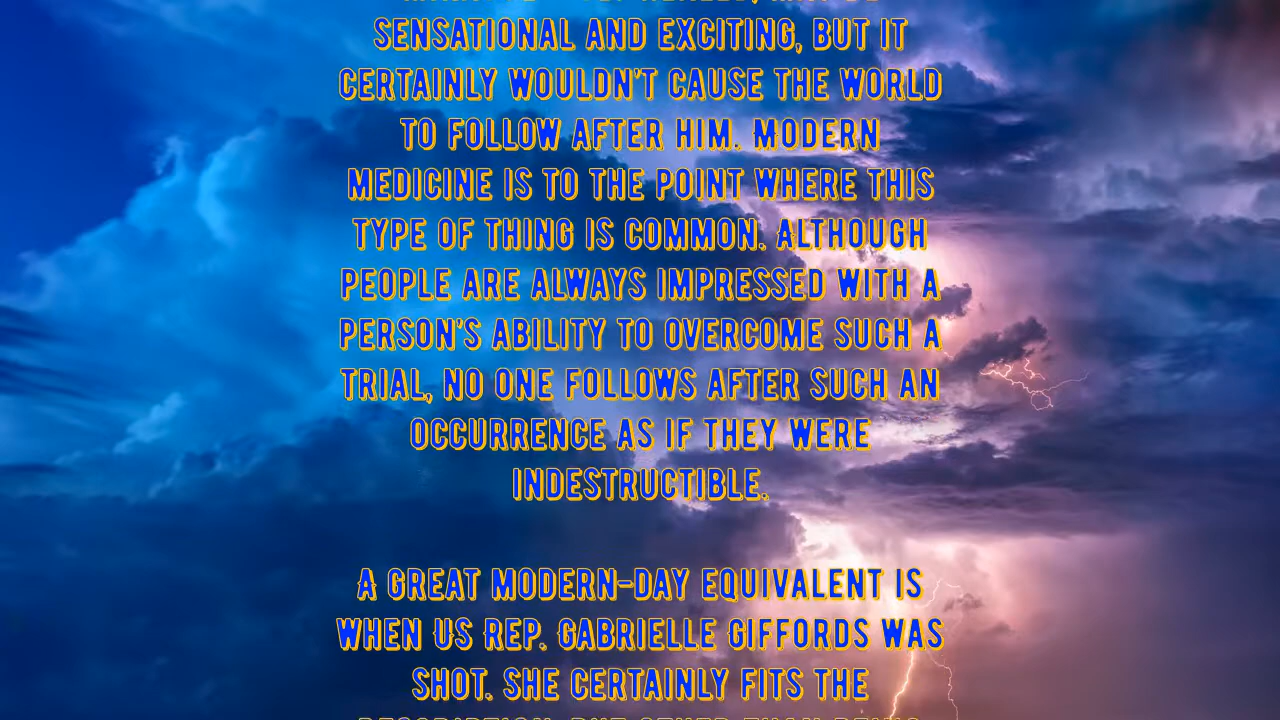 SENSATIONAL AND EXCITING, BUT IT
CERTAINLY WOULDN'T CAUSE THE WORLD
TO FOLLOW AFTER HIM. MODERN
MEDICINE IS TO THE POINT WHERE THIS
TYPE OF THING IS COMMON. ALTHOUGH
PEOPLE ARE ALWAYS IMPRESSED WITH A
PERSON'S ABILITY TO OVERCOME SUCH A
TRIAL, NO ONE FOLLOWS AFTER SUCH AN
OCCURRENCE AS IF THEY WERE
INDESTRUCTIBLE.
A GREAT MODERN-DAY EQUIVALENT IS
WHEN US REP. GABRIELLE GIFFORDS WAS
SHOT. SHE CERTAINLY FITS THE